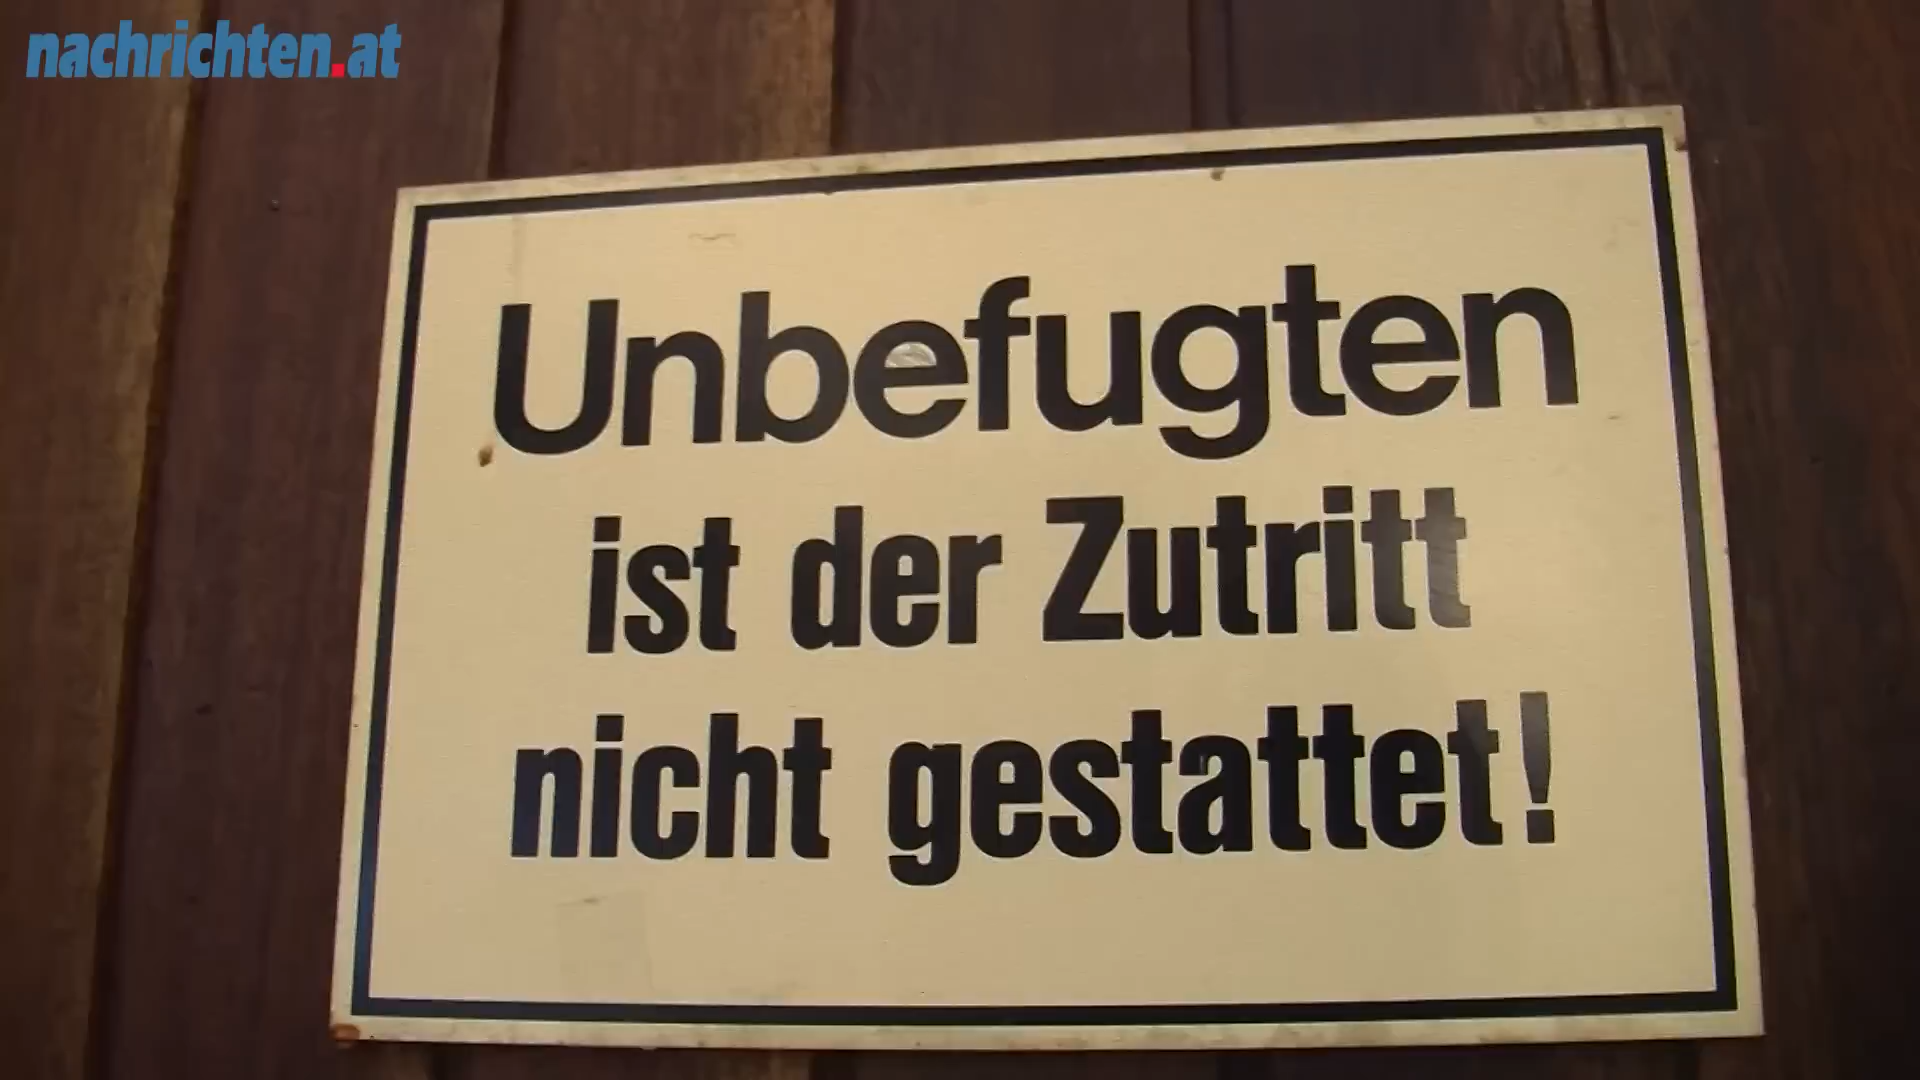 nachrichten.at
Unbefugten
ist der Zutritt
nicht gestattet!